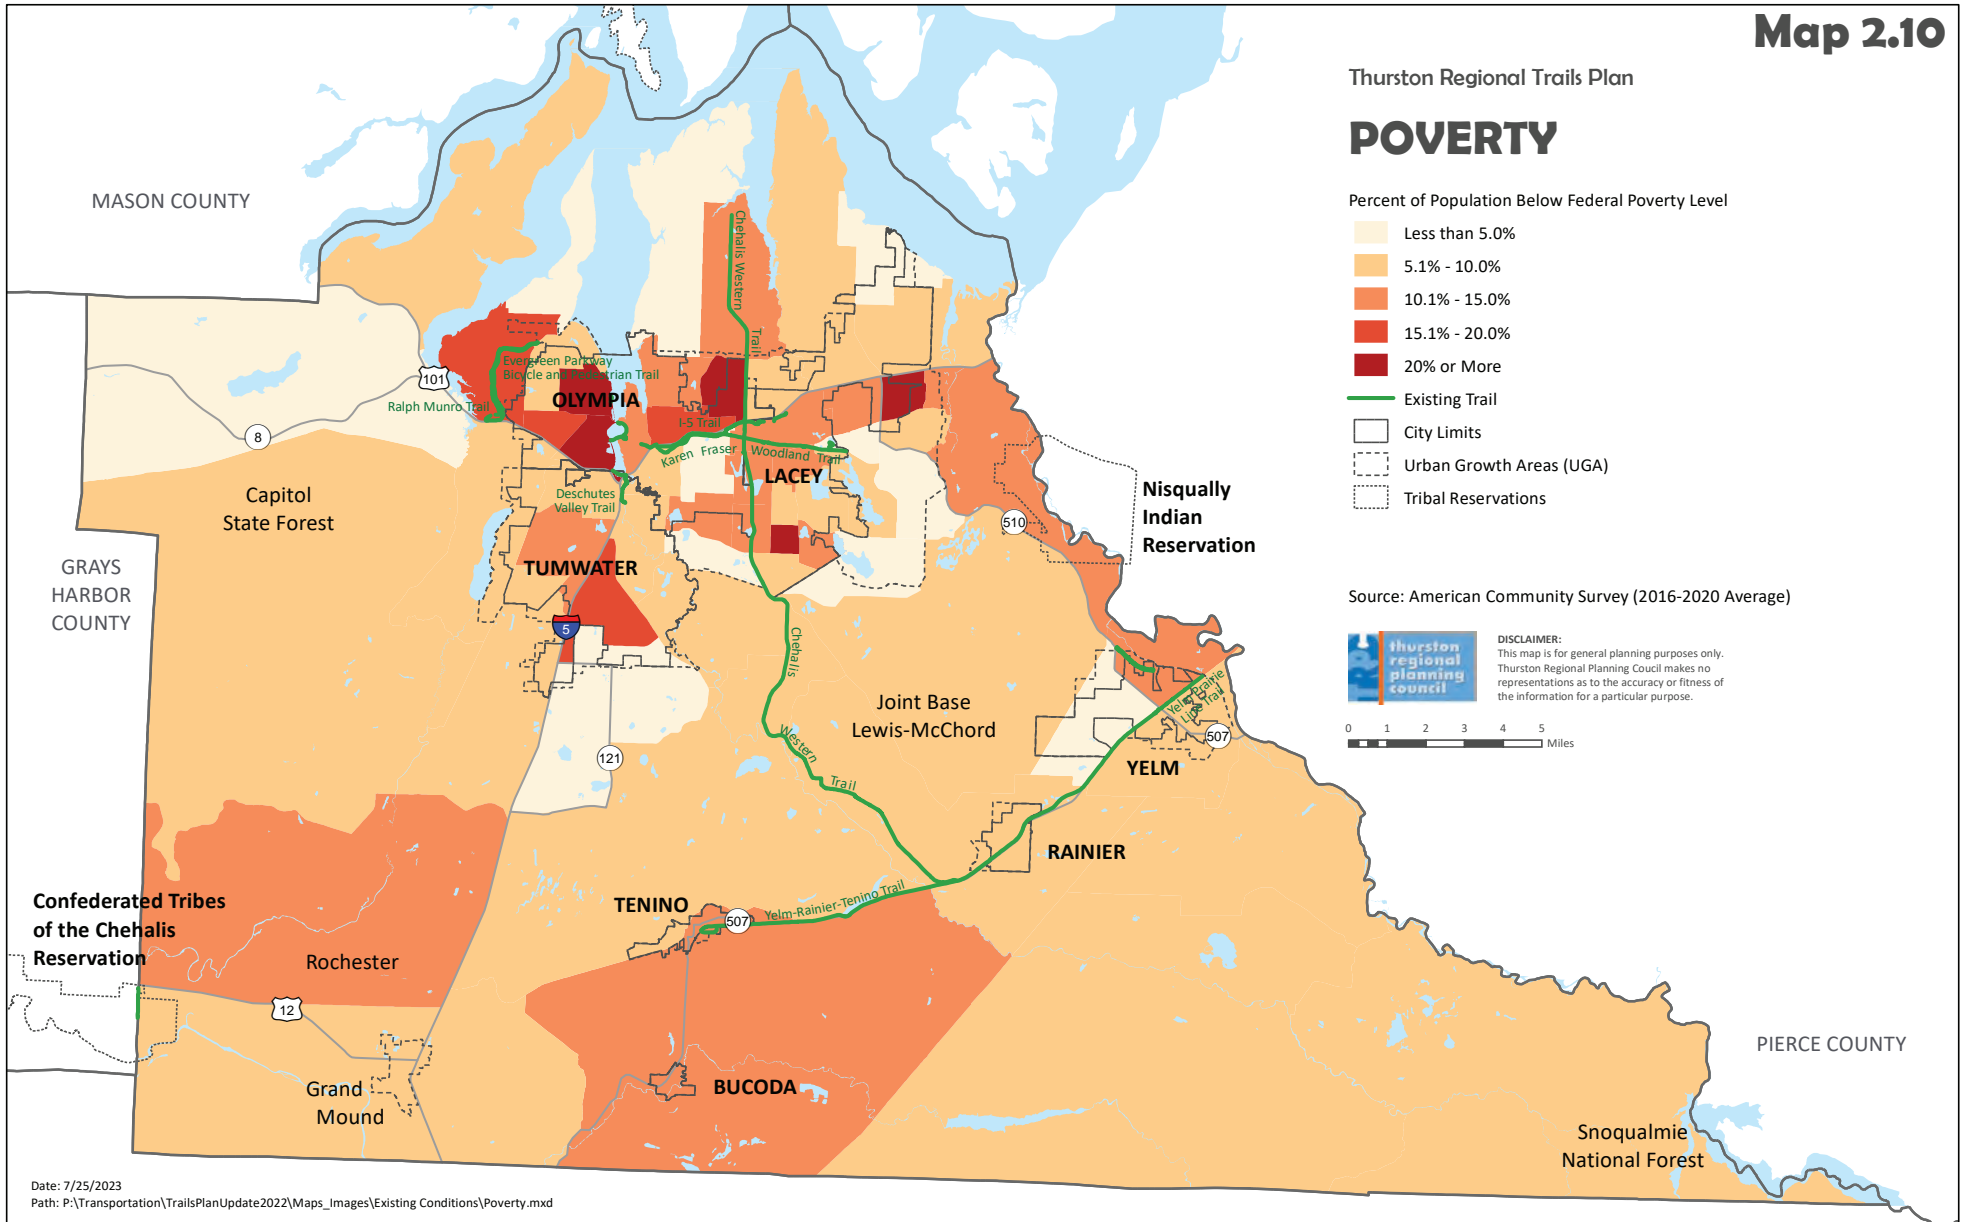 Map 2.10
Thurston Regional Trails Plan
POVERTY
Percent of Population Below Federal Poverty Level
Less than 5.0%
5.1% - 10.0%
10.1% - 15.0%
15.1% - 20.0%
20% or More
Existing Trail
City Limits
Urban Growth Areas (UGA)
Tribal Reservations
Source: American Community Survey (2016-2020 Average)
thurston
regional
planning
council
DISCLAIMER:
This map is for general planning purposes only.
Thurston Regional Planning Coucil makes no
representations as to the accuracy or fitness of
the information for a particular purpose.
0 1 2 3 4 5
Miles
MASON COUNTY
Chehalis Western
Trail
Evergreen Parkway
Bicycle and Pedestrian Trail
101
OLYMPIA
Ralph Munro Trail
I-5 Trail
8
Karen Fraser Woodland Trail
LACEY
Capitol
State Forest
Deschutes
Valley Trail
Nisqually
Indian
Reservation
510
GRAYS
HARBOR
COUNTY
TUMWATER
5
Chehalis
Western
Trail
Joint Base
Lewis-McChord
Yelm Prairie
Line Trail
507
121
YELM
RAINIER
TENINO
507
Yelm-Rainier-Tenino Trail
Confederated Tribes
of the Chehalis
Reservation
Rochester
12
PIERCE COUNTY
Grand
Mound
BUCODA
Snoqualmie
National Forest
Date: 7/25/2023
Path: P:\Transportation\TrailsPlanUpdate2022\Maps_Images\Existing Conditions\Poverty.mxd